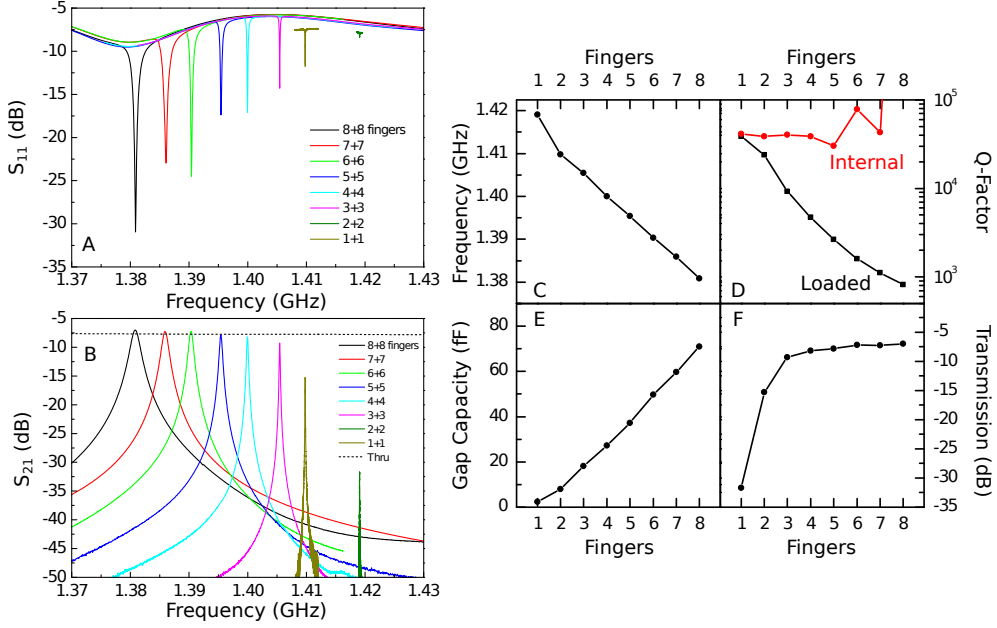 -5
-10
-15
-20
-25
-30
-35
S11 (dB)
8+8 fingers
7+7
6+6
5+5
4+4
3+3
2+2
1+1
A
1.37 1.38 1.39 1.40 1.41 1.42 1.43
Frequency (GHz)
-5
-10
-15
-20
-25
-30
-35
-40
-45
-50
S21 (dB)
B
8+8 fingers
7+7
6+6
5+5
4+4
3+3
2+2
1+1
Thru
1.37 1.38 1.39 1.40 1.41 1.42 1.43
Frequency (GHz)
Fingers
1 2 3 4 5 6 7 8
1.42
1.41
1.40
1.39
1.38
Frequency (GHz)
C
Fingers
1 2 3 4 5 6 7 8
10^5
10^4
10^3
Q-Factor
Internal
Loaded
D
E
80
60
40
20
0
Gap Capacity (fF)
1 2 3 4 5 6 7 8
Fingers
F
-5
-10
-15
-20
-25
-30
-35
Transmission (dB)
1 2 3 4 5 6 7 8
Fingers